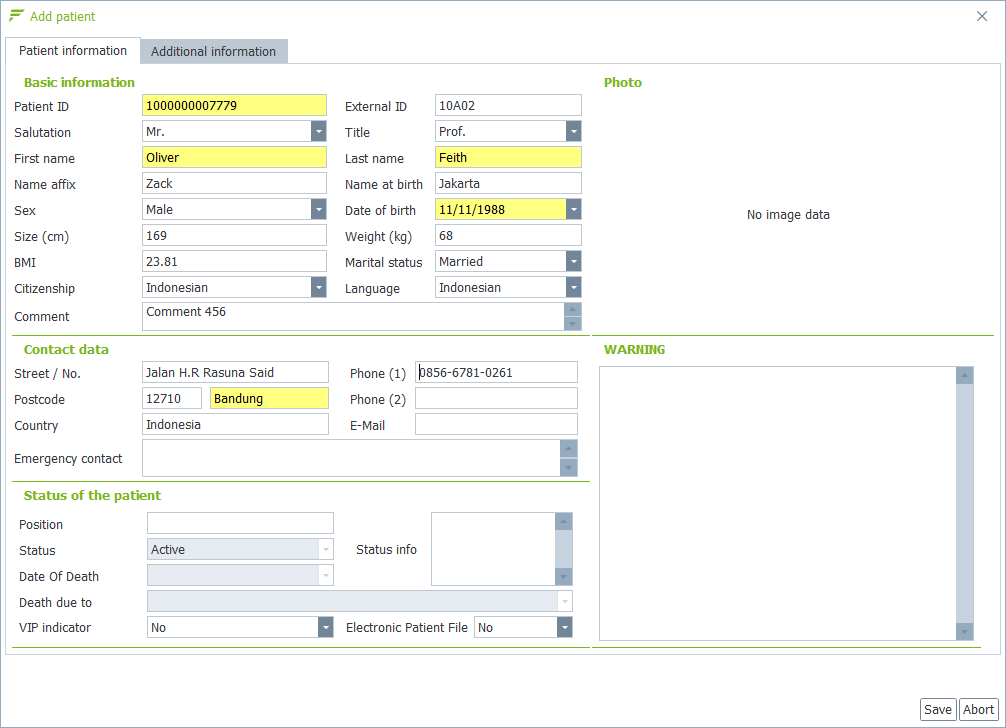 Add patient
Patient information Additional information
Basic information Photo
Patient ID 1000000007779 External ID 10A02
Salutation Mr. Title Prof.
First name Oliver Last name Feith
Name affix Zack Name at birth Jakarta
Sex Male Date of birth 11/11/1988
No image data
Size (cm) 169 Weight (kg) 68
BMI 23.81 Marital status Married
Citizenship Indonesian Language Indonesian
Comment Comment 456
Contact data WARNING
Street / No. Jalan H.R Rasuna Said Phone (1) 0856-6781-0261
Postcode 12710 Bandung Phone (2)
Country Indonesia E-Mail
Emergency contact
Status of the patient
Position
Status Active Status info
Date Of Death
Death due to
VIP indicator No Electronic Patient File No
Save Abort